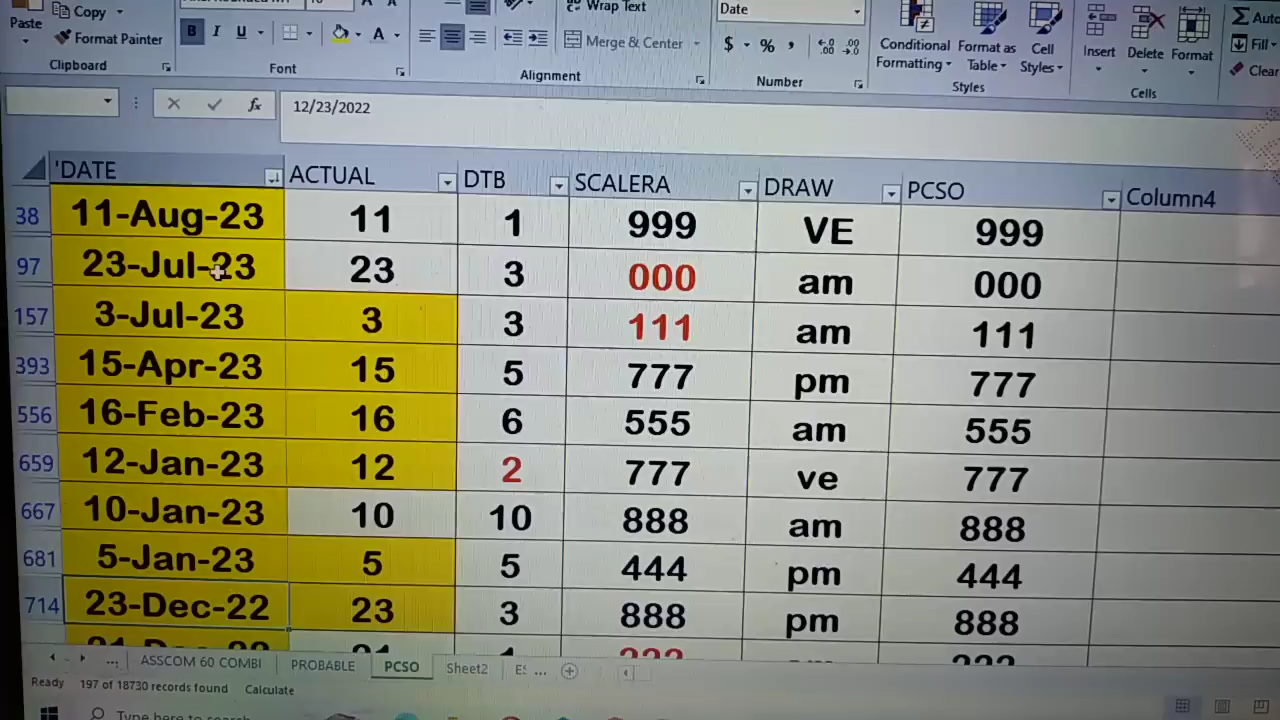 Paste Copy
Format Painter
Clipboard
B I U A
Font
Wrap Text
Merge & Center
Alignment
Date
$ % ,
Number
Conditional Formatting Format as Table Cell Styles
Styles
Insert Delete Format
Cells
Fill
Clear
fx 12/23/2022
'DATE ACTUAL DTB SCALERA DRAW PCSO Column4
38 11-Aug-23 11 1 999 VE 999
97 23-Jul-23 23 3 000 am 000
157 3-Jul-23 3 3 111 am 111
393 15-Apr-23 15 5 777 pm 777
556 16-Feb-23 16 6 555 am 555
659 12-Jan-23 12 2 777 ve 777
667 10-Jan-23 10 10 888 am 888
681 5-Jan-23 5 5 444 pm 444
714 23-Dec-22 23 3 888 pm 888
... ASSCOM 60 COMBI PROBABLE PCSO Sheet2 ...
Ready 197 of 18730 records found Calculate
Type here to search